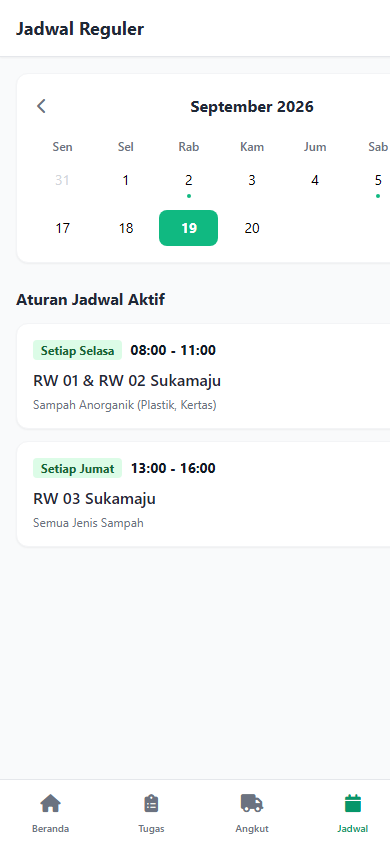 Jadwal Reguler
September 2026
Sen Sel Rab Kam Jum Sab
31 1 2 3 4 5
17 18 19 20
Aturan Jadwal Aktif
Setiap Selasa 08:00 - 11:00
RW 01 & RW 02 Sukamaju
Sampah Anorganik (Plastik, Kertas)
Setiap Jumat 13:00 - 16:00
RW 03 Sukamaju
Semua Jenis Sampah
Beranda Tugas Angkut Jadwal